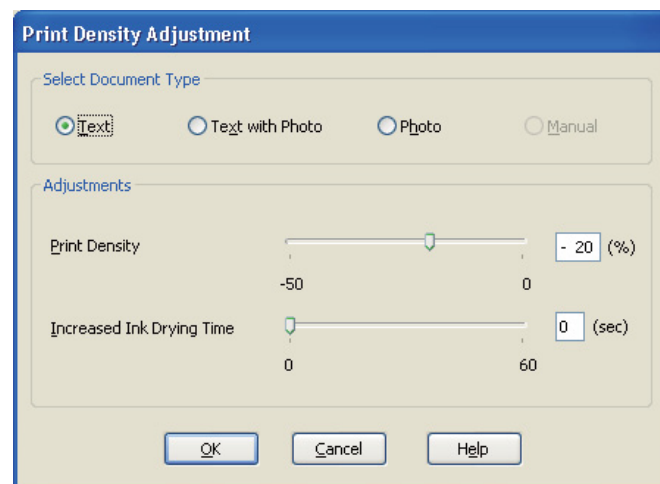 Print Density Adjustment
Select Document Type
Text Text with Photo Photo Manual
Adjustments
Print Density - 20 (%)
-50 0
Increased Ink Drying Time 0 (sec)
0 60
OK Cancel Help